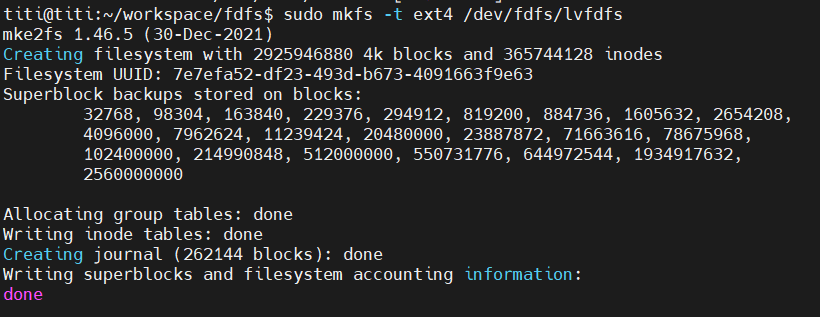 titi@titi:~/workspace/fdfs$ sudo mkfs -t ext4 /dev/fdfs/lvfdfs
mke2fs 1.46.5 (30-Dec-2021)
Creating filesystem with 2925946880 4k blocks and 365744128 inodes
Filesystem UUID: 7e7efa52-df23-493d-b673-4091663f9e63
Superblock backups stored on blocks:
        32768, 98304, 163840, 229376, 294912, 819200, 884736, 1605632, 2654208,
        4096000, 7962624, 11239424, 20480000, 23887872, 71663616, 78675968,
        102400000, 214990848, 512000000, 550731776, 644972544, 1934917632,
        2560000000

Allocating group tables: done
Writing inode tables: done
Creating journal (262144 blocks): done
Writing superblocks and filesystem accounting information:
done